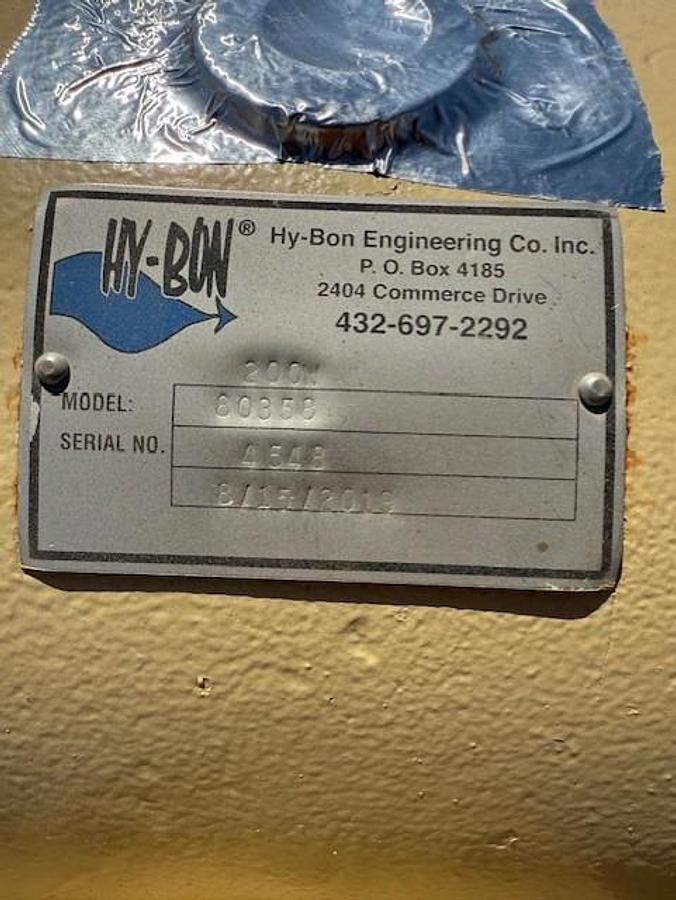 HY-BON®
Hy-Bon Engineering Co. Inc.
P. O. Box 4185
2404 Commerce Drive
432-697-2292
200W
MODEL: 80358
SERIAL NO. 4548
8/15/2019